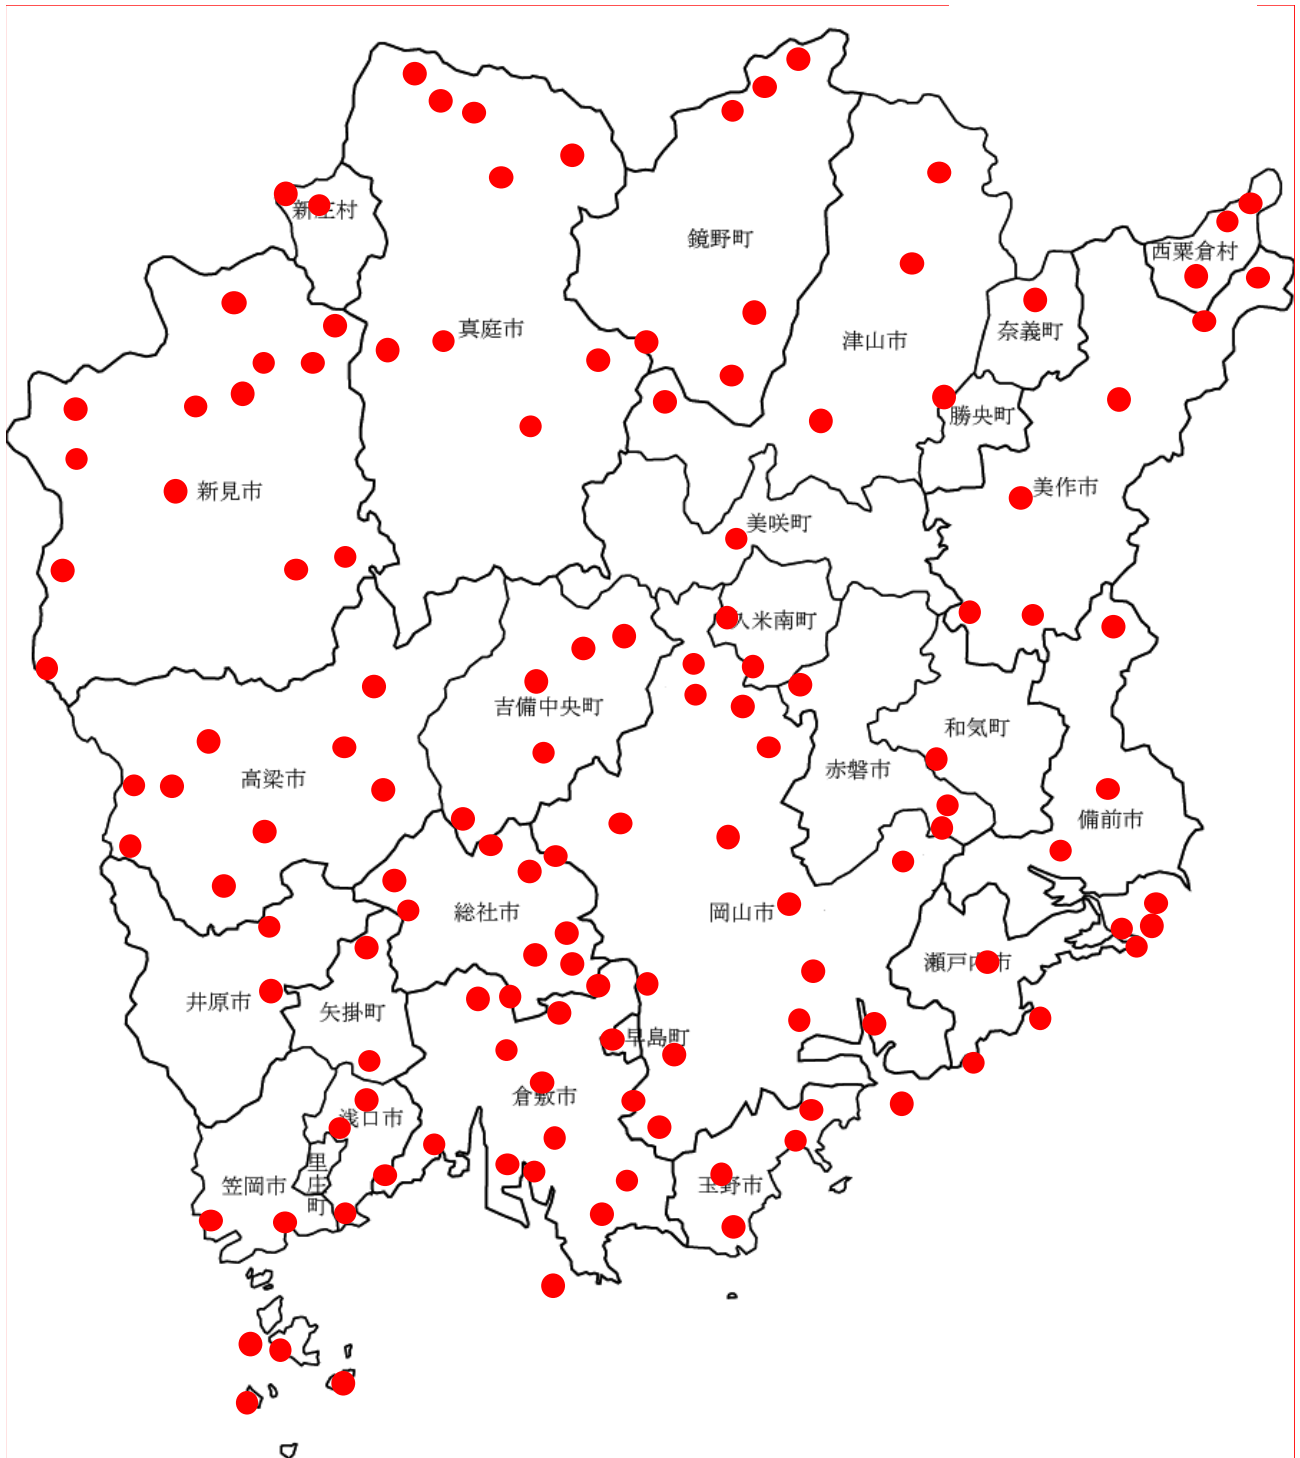 新庄村
鏡野町
西粟倉村
真庭市
津山市
奈義町
勝央町
新見市
美作市
美咲町
久米南町
吉備中央町
和気町
高梁市
赤磐市
備前市
総社市
岡山市
瀬戸内市
井原市
矢掛町
早島町
倉敷市
浅口市
里庄町
笠岡市
玉野市